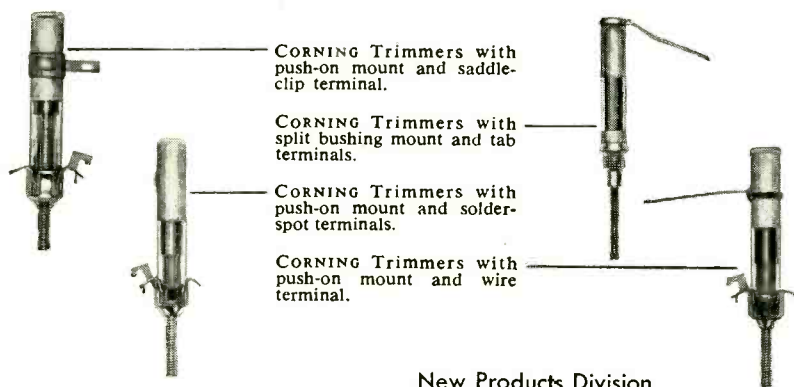 CORNING Trimmers with
push-on mount and saddle-
clip terminal.
CORNING Trimmers with
split bushing mount and tab
terminals.
CORNING Trimmers with
push-on mount and solder-
spot terminals.
CORNING Trimmers with
push-on mount and wire
terminal.
New Products Division